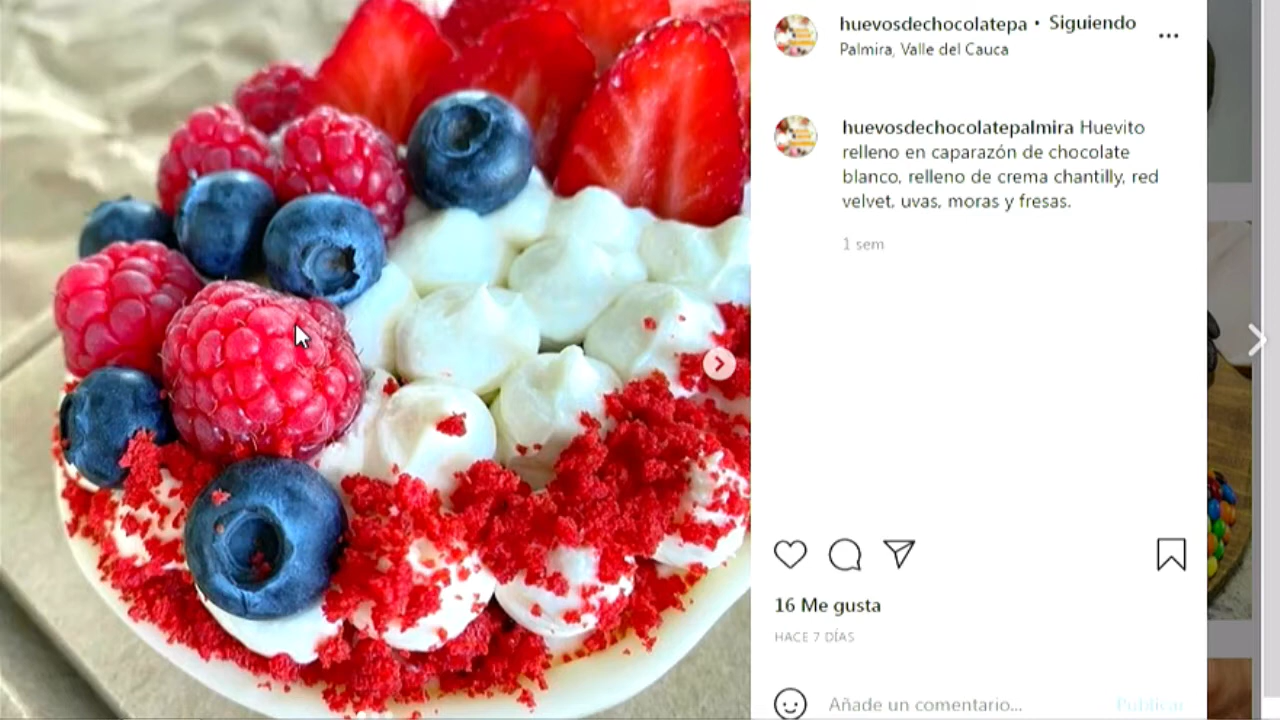 huevosdechocolatepa • Siguiendo
Palmira, Valle del Cauca
huevosdechocolatepalmira Huevito
relleno en caparazón de chocolate
blanco, relleno de crema chantilly, red
velvet, uvas, moras y fresas.
1 sem
16 Me gusta
HACE 7 DÍAS
Añade un comentario...
Publicar